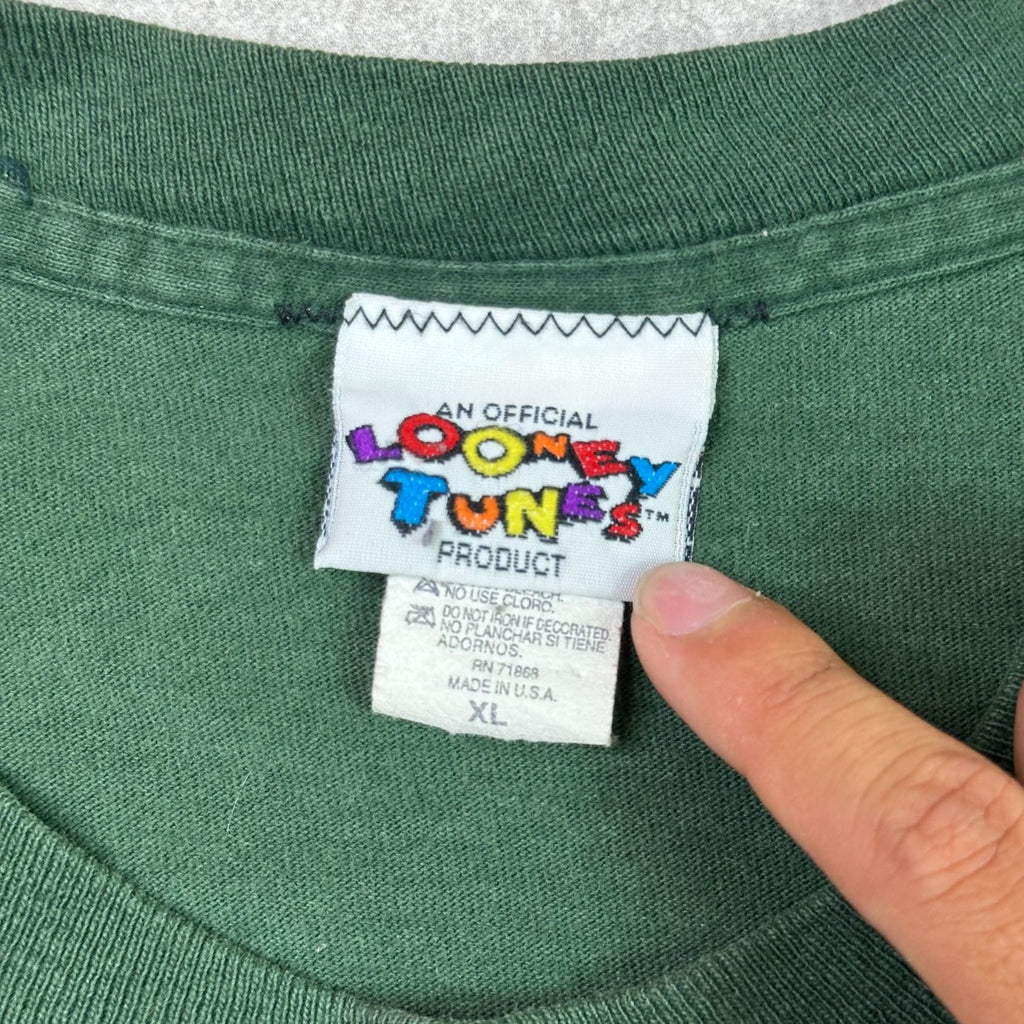 AN OFFICIAL
LOONEY
TUNES™
PRODUCT
BLEACH.
NO USE CLORO.
DO NOT IRON IF DECORATED.
NO PLANCHAR SI TIENE
ADORNOS.
RN 71868
MADE IN U.S.A.
XL